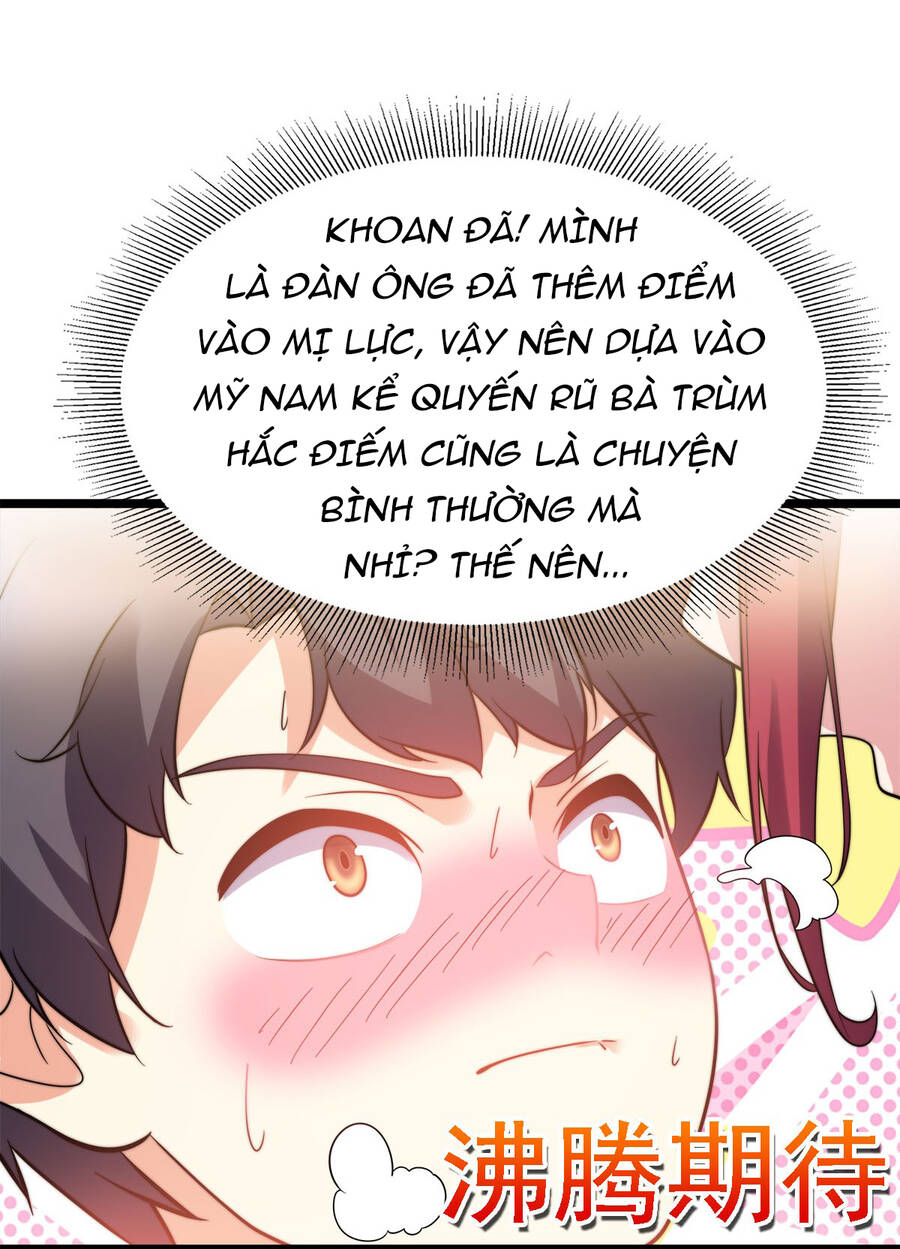 KHOAN ĐÃ! MÌNH
LÀ ĐÀN ÔNG ĐÃ THÊM ĐIỂM
VÀO MỊ LỰC, VẬY NÊN DỰA VÀO
MỸ NAM KẾ QUYẾN RŨ BÀ TRÙM
HẮC ĐIẾM CŨNG LÀ CHUYỆN
BÌNH THƯỜNG MÀ
NHỈ? THẾ NÊN...
沸腾期待